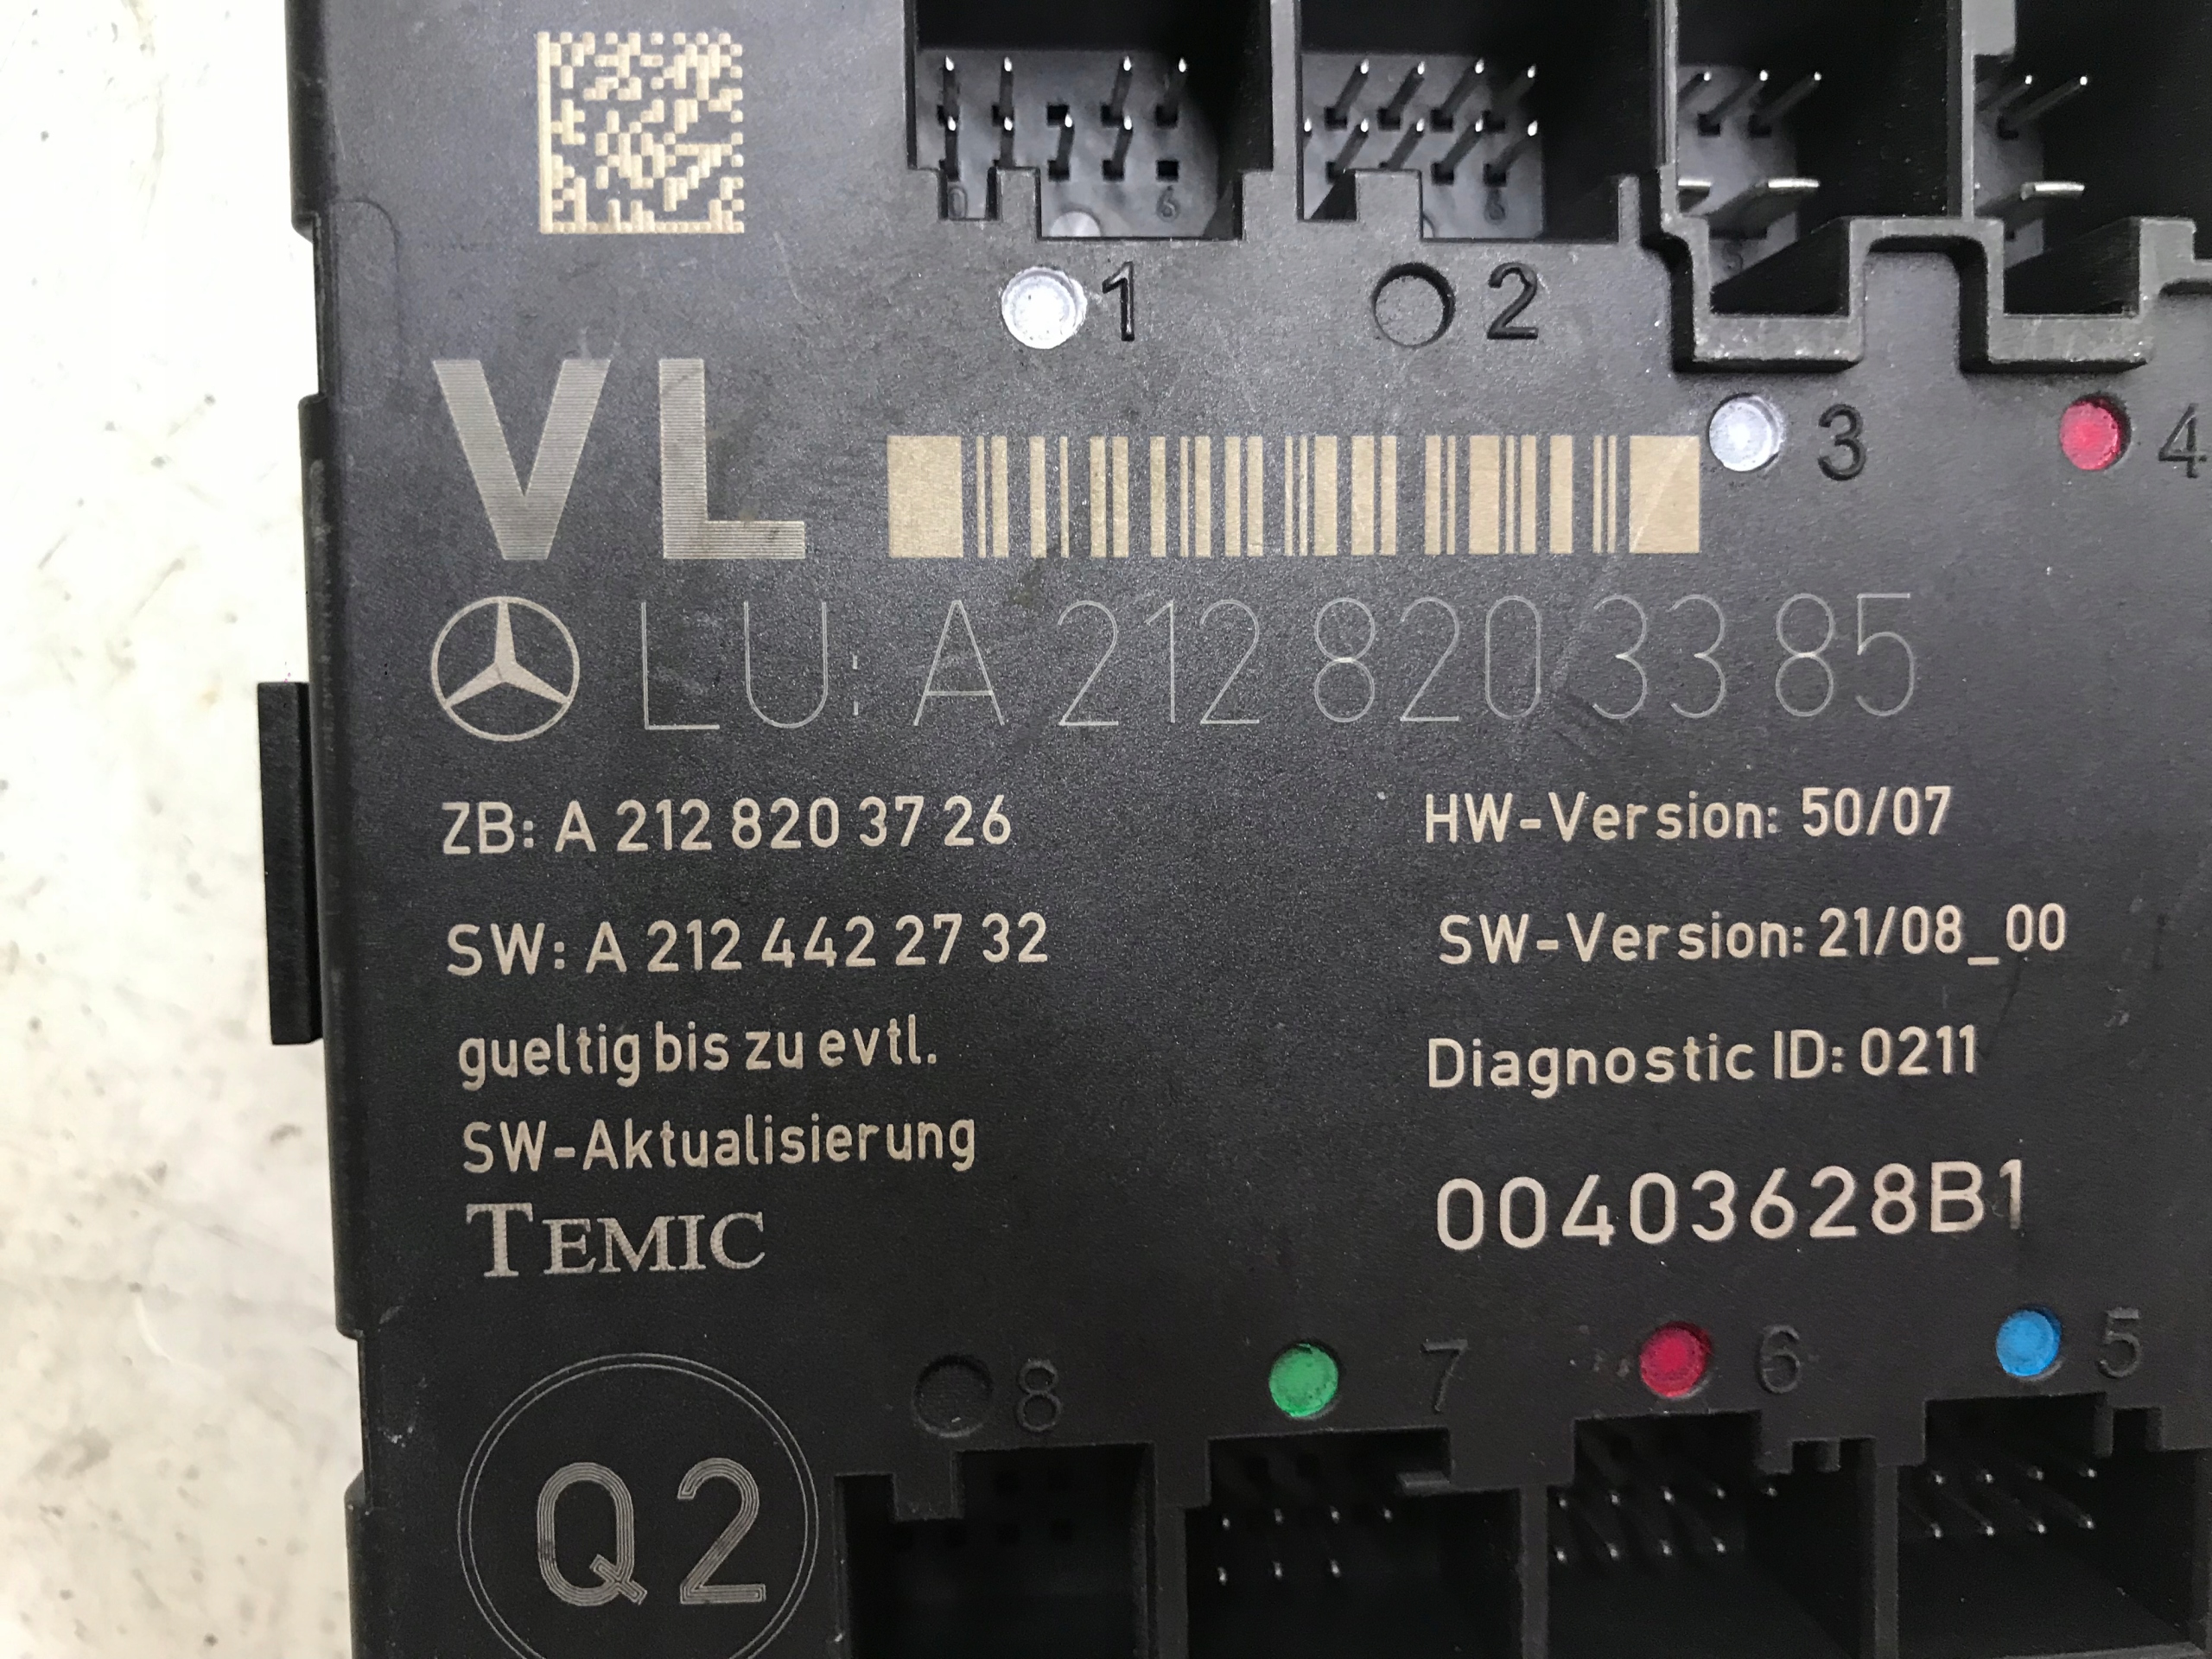 1
2
3
4
VL
LU: A 212 820 33 85
ZB: A 212 820 37 26
HW-Version: 50/07
SW: A 212 442 27 32
SW-Version: 21/08_00
gueltig bis zu evtl.
Diagnostic ID: 0211
SW-Aktualisierung
00403628B1
TEMIC
8
7
6
5
Q2